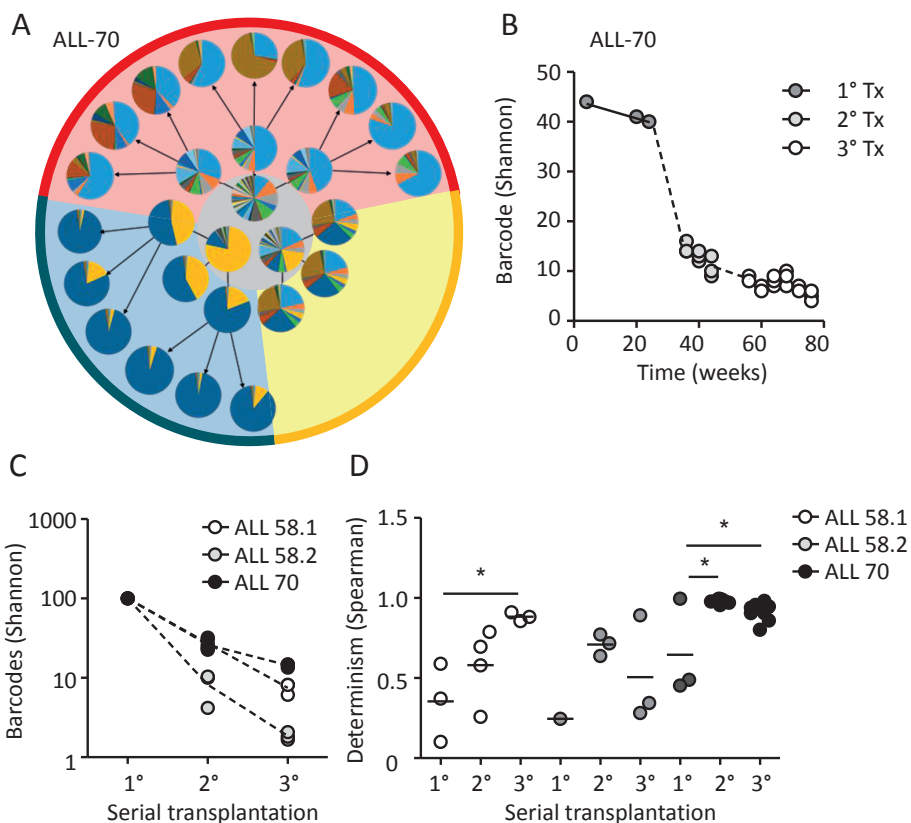 A
ALL-70
B
ALL-70
50
40
30
20
10
0
0
20
40
60
80
Barcode (Shannon)
Time (weeks)
1° Tx
2° Tx
3° Tx
C
1000
100
10
1
Barcodes (Shannon)
1°
2°
3°
Serial transplantation
ALL 58.1
ALL 58.2
ALL 70
D
1.5
1.0
0.5
0
Determinism (Spearman)
*
*
*
1°
2°
3°
1°
2°
3°
1°
2°
3°
Serial transplantation
ALL 58.1
ALL 58.2
ALL 70